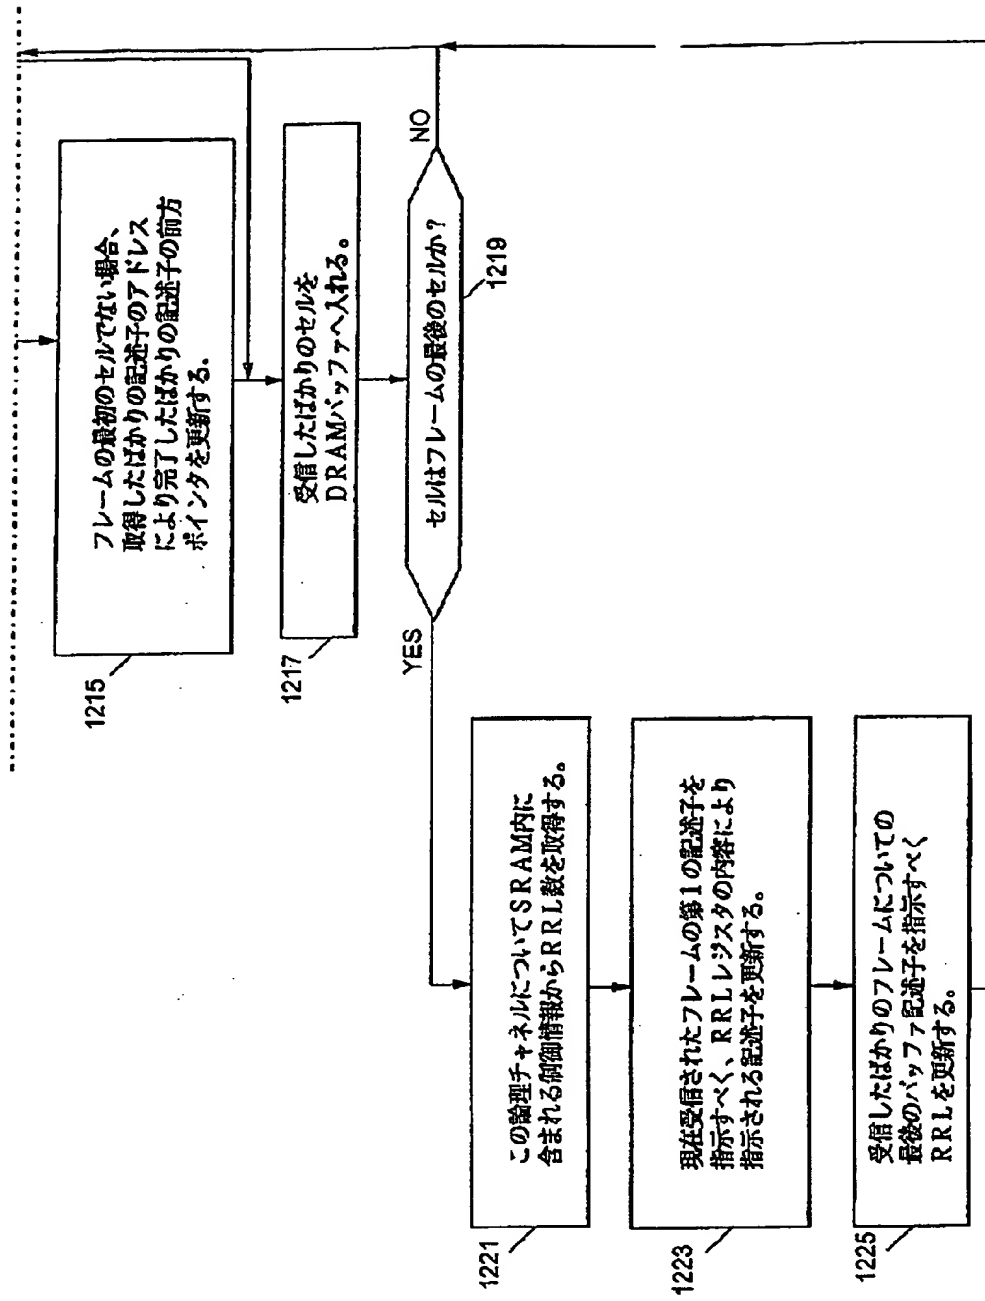 フレームの最初のセルでない場合、
取得したばかりの記述子のアドレス
により完了したばかりの記述子の前方
ポインタを更新する。
1215
受信したばかりのセルを
DRAMバッファへ入れる。
1217
セルはフレームの最後のセルか?
1219
NO
YES
この論理チャネルについてSRAM内に
含まれる制御情報からRRL数を取得する。
1221
現在受信されたフレームの第1の記述子を
指示すべく、RRLレジスタの内容により
指示される記述子を更新する。
1223
受信したばかりのフレームについての
最後のバッファ記述子を指示すべく
RRLを更新する。
1225